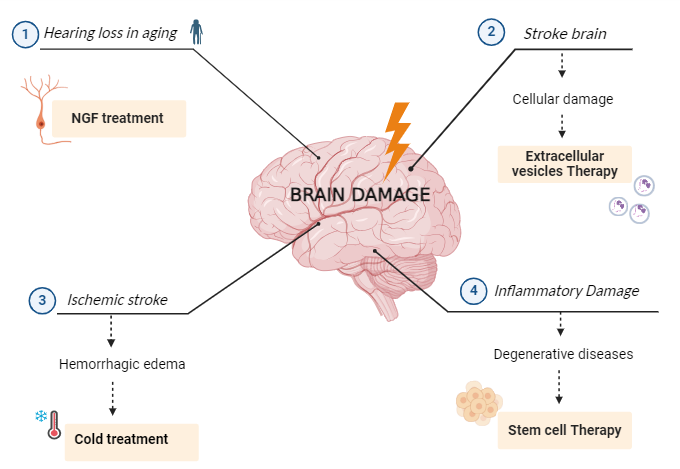 1
Hearing loss in aging
NGF treatment
2
Stroke brain
Cellular damage
Extracellular
vesicles Therapy
BRAIN DAMAGE
3
Ischemic stroke
Hemorrhagic edema
Cold treatment
4
Inflammatory Damage
Degenerative diseases
Stem cell Therapy